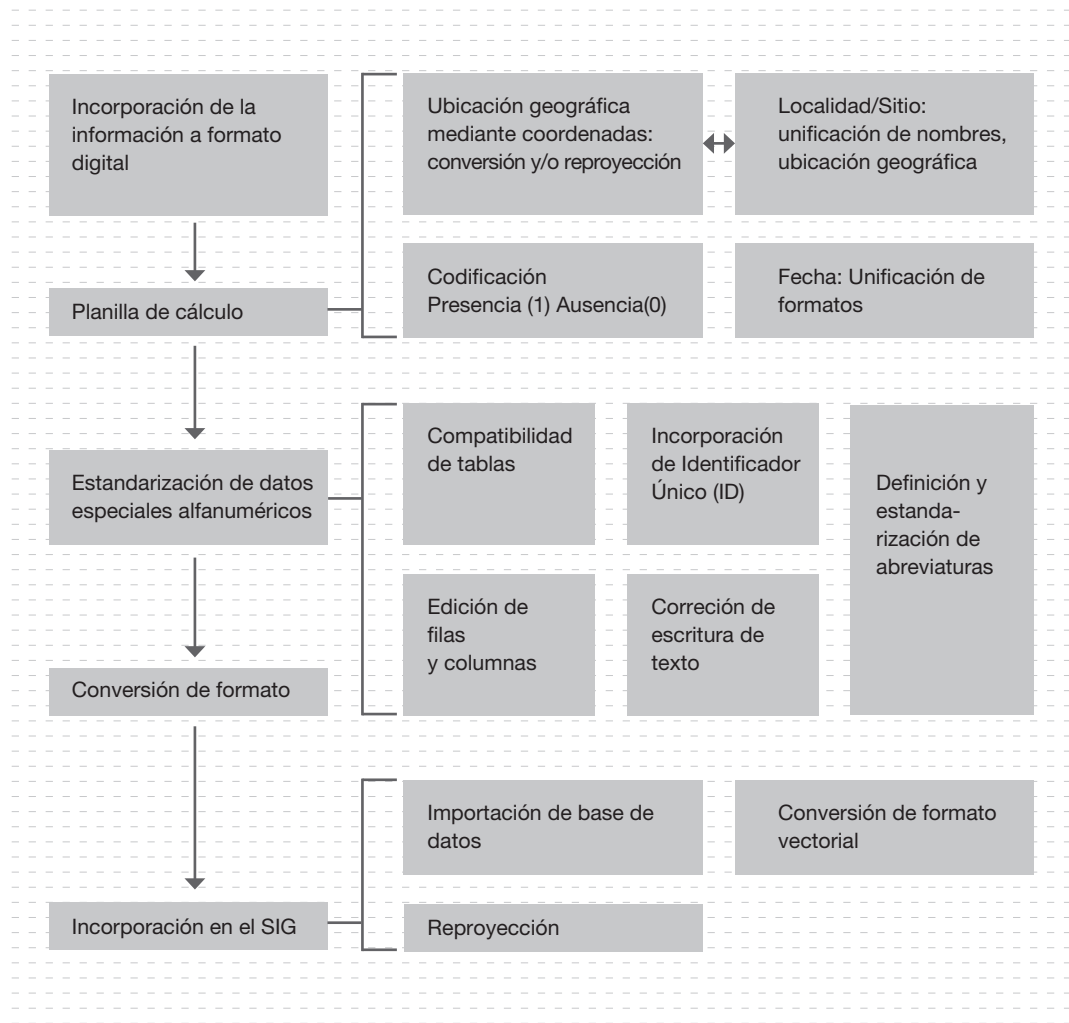 Incorporación de la
información a formato
digital
Planilla de cálculo
Ubicación geográfica
mediante coordenadas:
conversión y/o reproyección
Localidad/Sitio:
unificación de nombres,
ubicación geográfica
Codificación
Presencia (1) Ausencia(0)
Fecha: Unificación de
formatos
Estandarización de datos
especiales alfanuméricos
Compatibilidad
de tablas
Incorporación
de Identificador
Único (ID)
Definición y
estanda-
rización de
abreviaturas
Edición de
filas
y columnas
Correción de
escritura de
texto
Conversión de formato
Importación de base de
datos
Conversión de formato
vectorial
Incorporación en el SIG
Reproyección